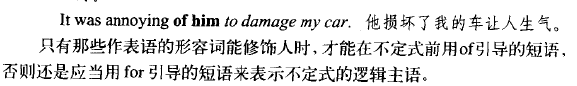 It was annoying of him to damage my car. 他损坏了我的车让人生气。
只有那些作表语的形容词能修饰人时，才能在不定式前用of引导的短语，
否则还是应当用 for 引导的短语来表示不定式的逻辑主语。